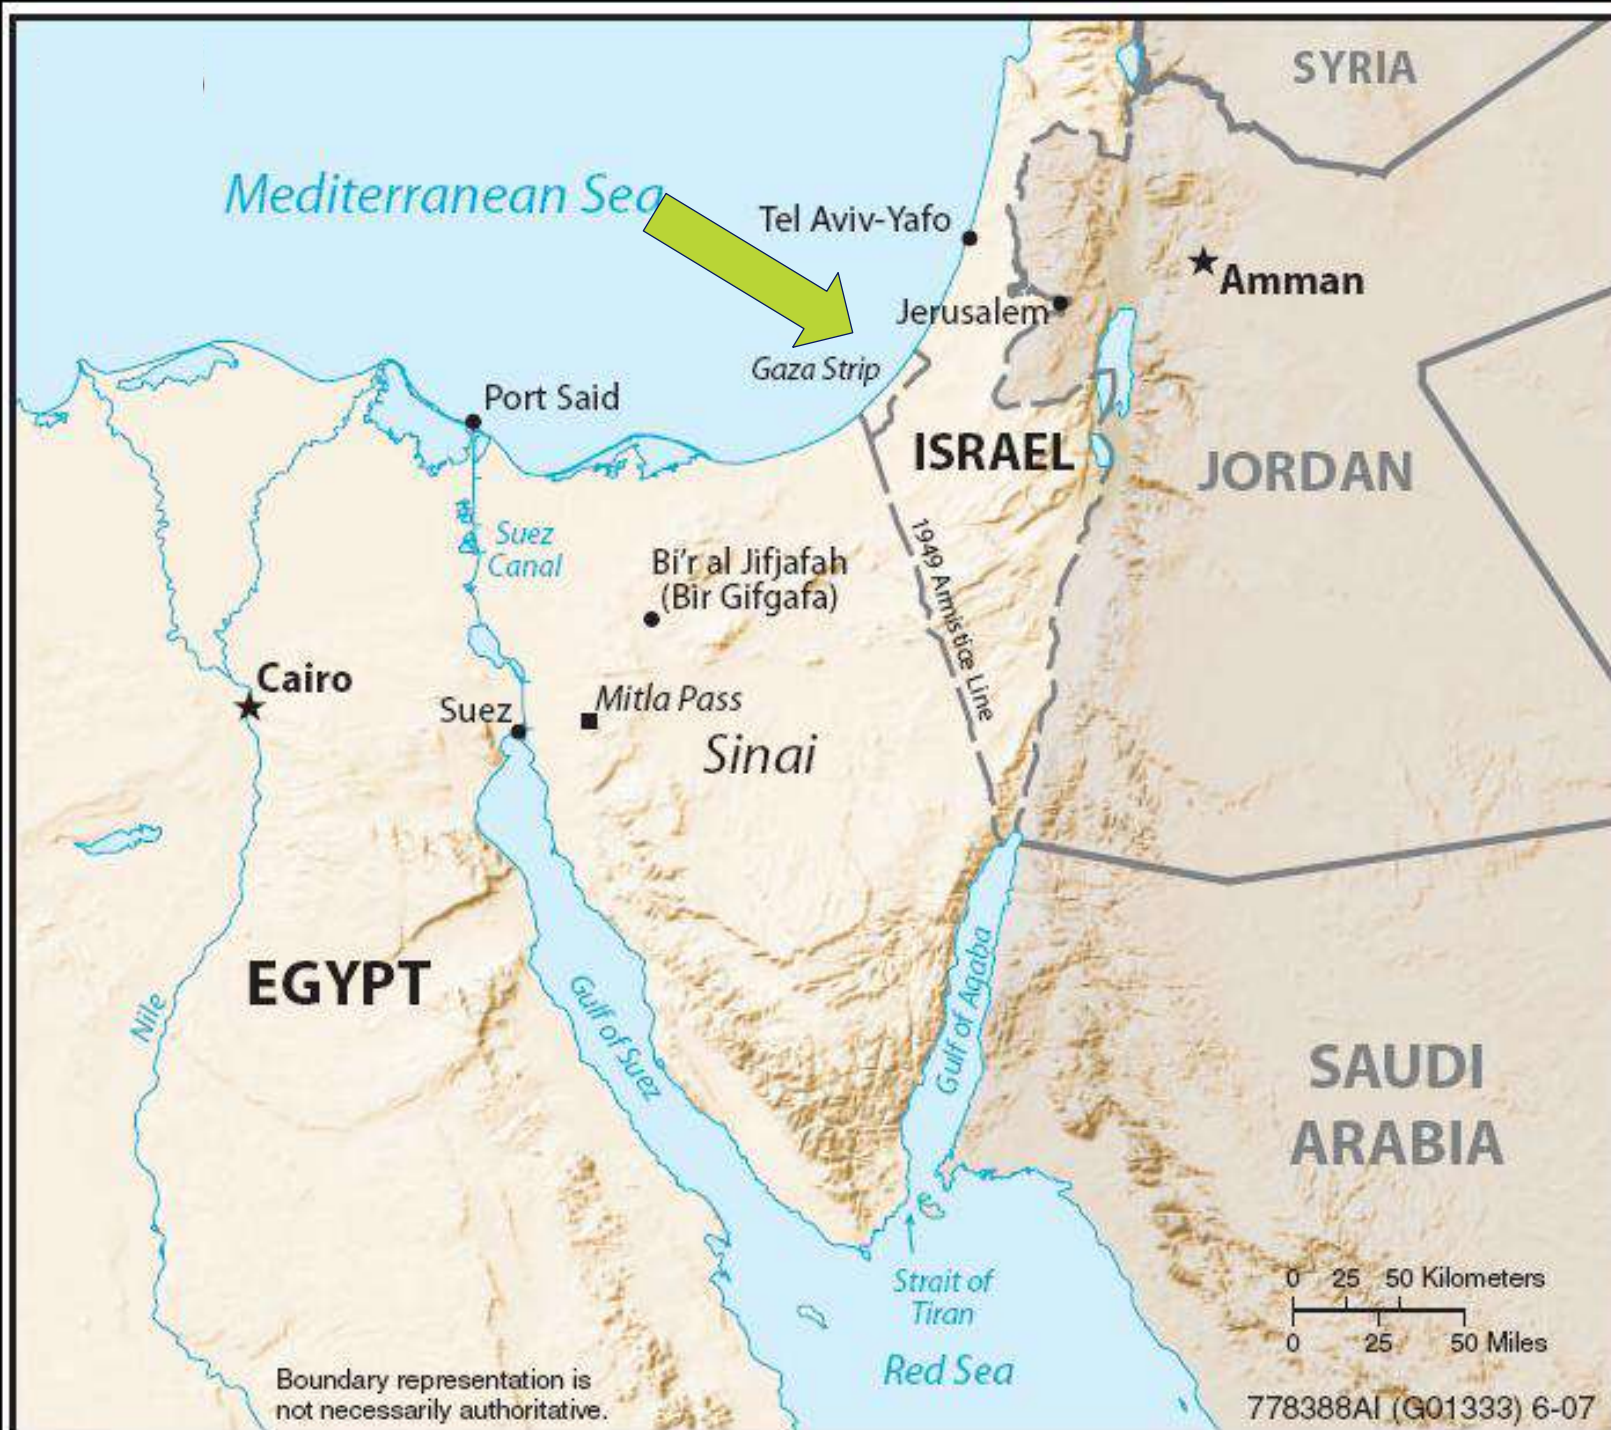 SYRIA
Mediterranean Sea
Tel Aviv-Yafo
Amman
Jerusalem
Gaza Strip
Port Said
ISRAEL
JORDAN
Suez
Canal
1949 Armistice Line
Bi’r al Jifjafah
(Bir Gifgafa)
Cairo
Mitla Pass
Suez
Sinai
EGYPT
Nile
Gulf of Suez
Gulf of Aqaba
SAUDI
ARABIA
Strait of
Tiran
Red Sea
0 25 50 Kilometers
0 25 50 Miles
Boundary representation is
not necessarily authoritative.
778388AI (G01333) 6-07